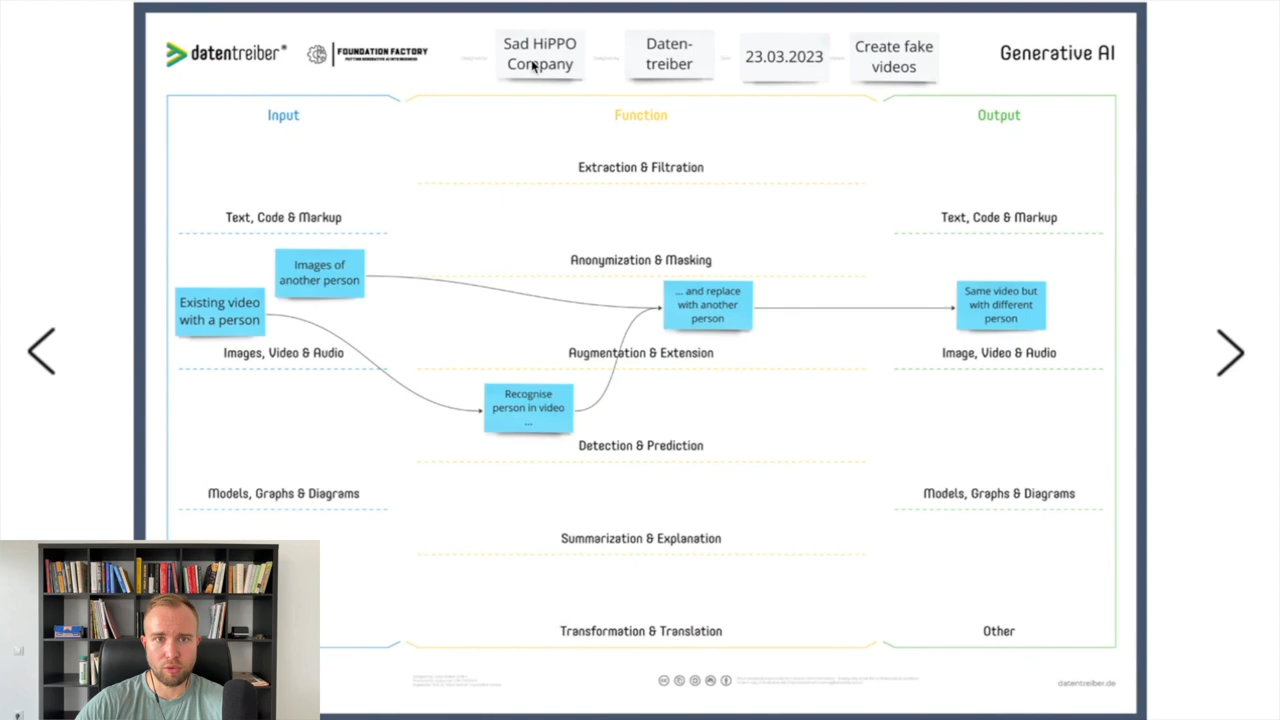 datentreiber®
FOUNDATION FACTORY
Sad HiPPO
Company
Daten-
treiber
23.03.2023
Create fake
videos
Generative AI
Input
Function
Output
Extraction & Filtration
Text, Code & Markup
Text, Code & Markup
Anonymization & Masking
Images of
another person
Existing video
with a person
... and replace
with another
person
Same video but
with different
person
Images, Video & Audio
Augmentation & Extension
Image, Video & Audio
Recognise
person in video
...
Detection & Prediction
Models, Graphs & Diagrams
Models, Graphs & Diagrams
Summarization & Explanation
Transformation & Translation
Other
datentreiber.de